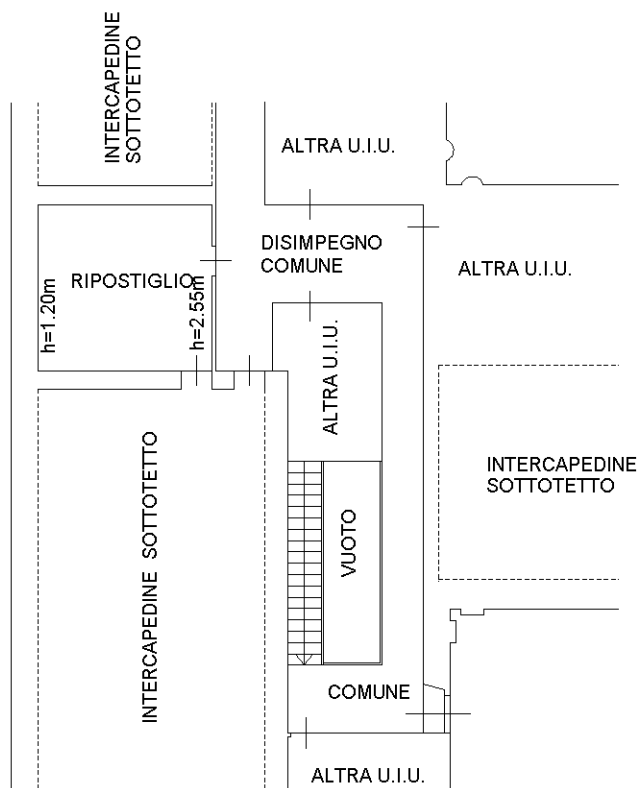 INTERCAPEDINE
SOTTOTETTO
ALTRA U.I.U.
DISIMPEGNO
COMUNE
ALTRA U.I.U.
RIPOSTIGLIO
h=1.20m
h=2.55m
ALTRA U.I.U.
INTERCAPEDINE
SOTTOTETTO
INTERCAPEDINE SOTTOTETTO
VUOTO
COMUNE
ALTRA U.I.U.